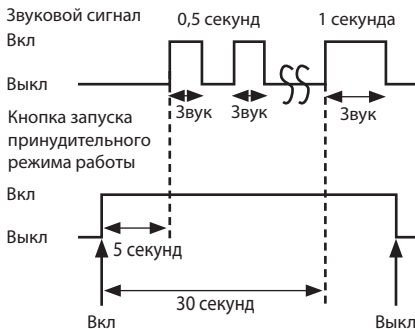 Звуковой сигнал
0,5 секунд
1 секунда
Вкл
Выкл
Звук
Звук
Звук
Кнопка запуска
принудительного
режима работы
Вкл
Выкл
5 секунд
30 секунд
Вкл
Выкл